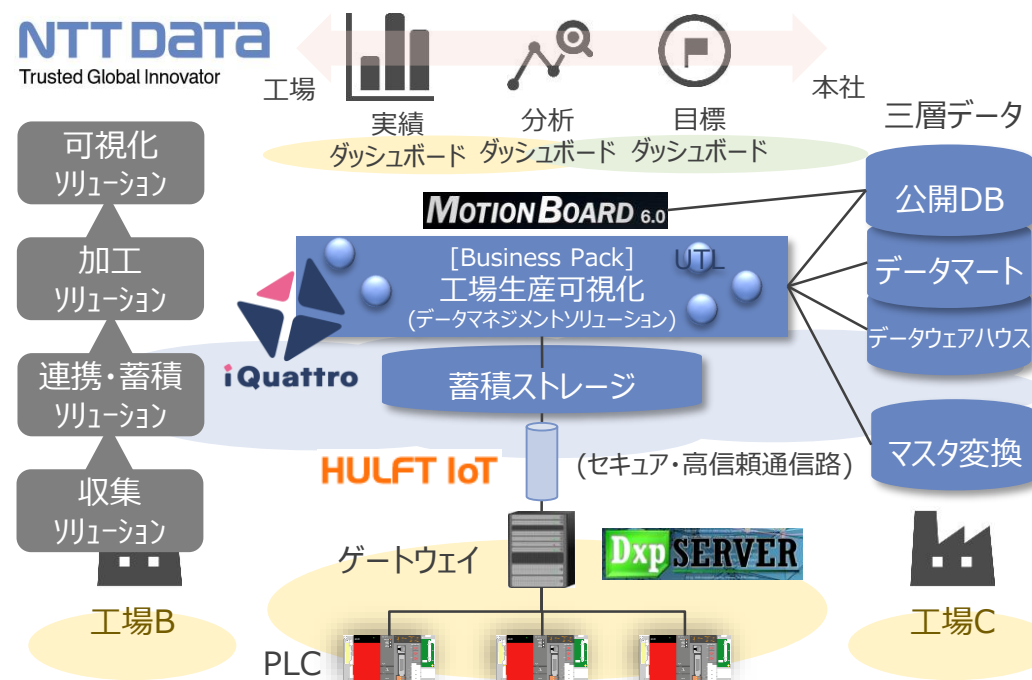 NTT DATA
Trusted Global Innovator
工場
本社
実績
ダッシュボード
分析
ダッシュボード
目標
ダッシュボード
三層データ
可視化
ソリューション
加工
ソリューション
連携・蓄積
ソリューション
収集
ソリューション
MOTIONBOARD 6.0
[Business Pack]
UTL
工場生産可視化
(データマネジメントソリューション)
iQuattro
蓄積ストレージ
公開DB
データマート
データウェアハウス
マスタ変換
HULFT IoT
(セキュア・高信頼通信路)
ゲートウェイ
Dxp SERVER
工場B
工場C
PLC